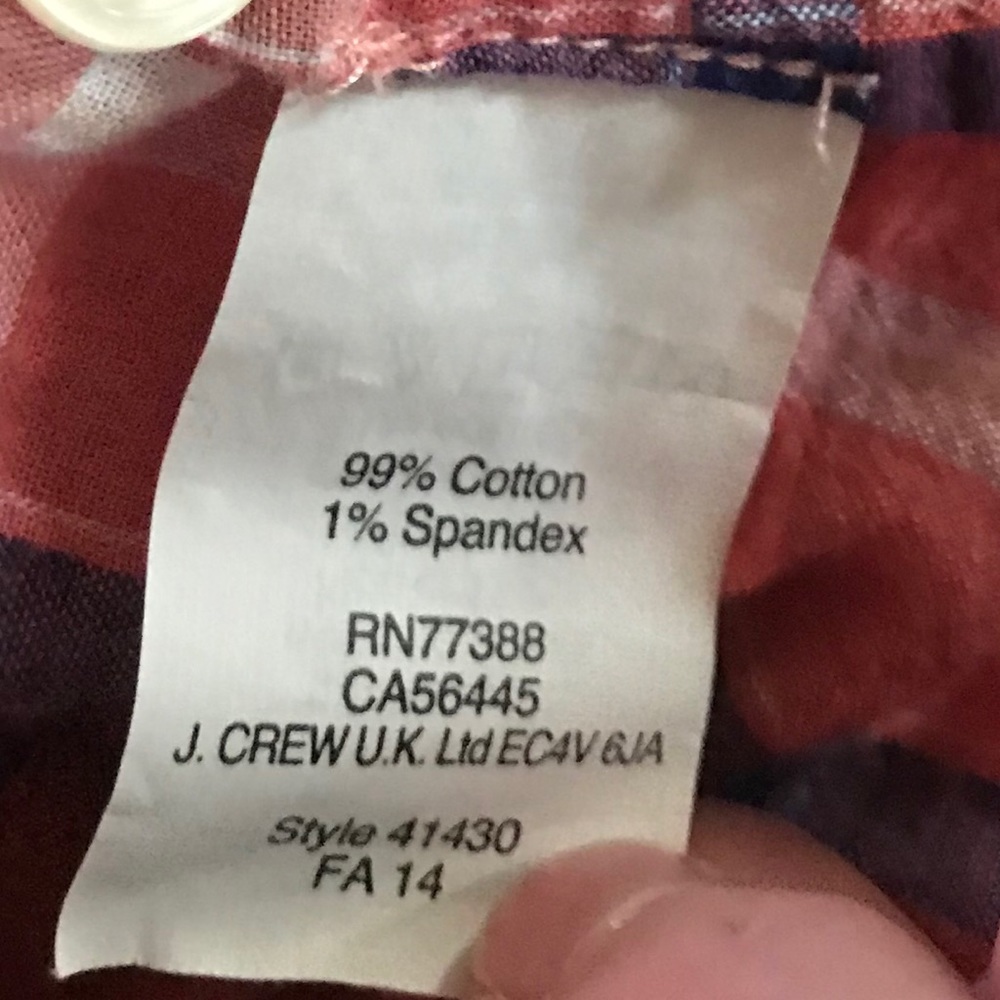 99% Cotton
1% Spandex
RN77388
CA56445
J. CREW U.K. Ltd EC4V 6JA
Style 41430
FA 14